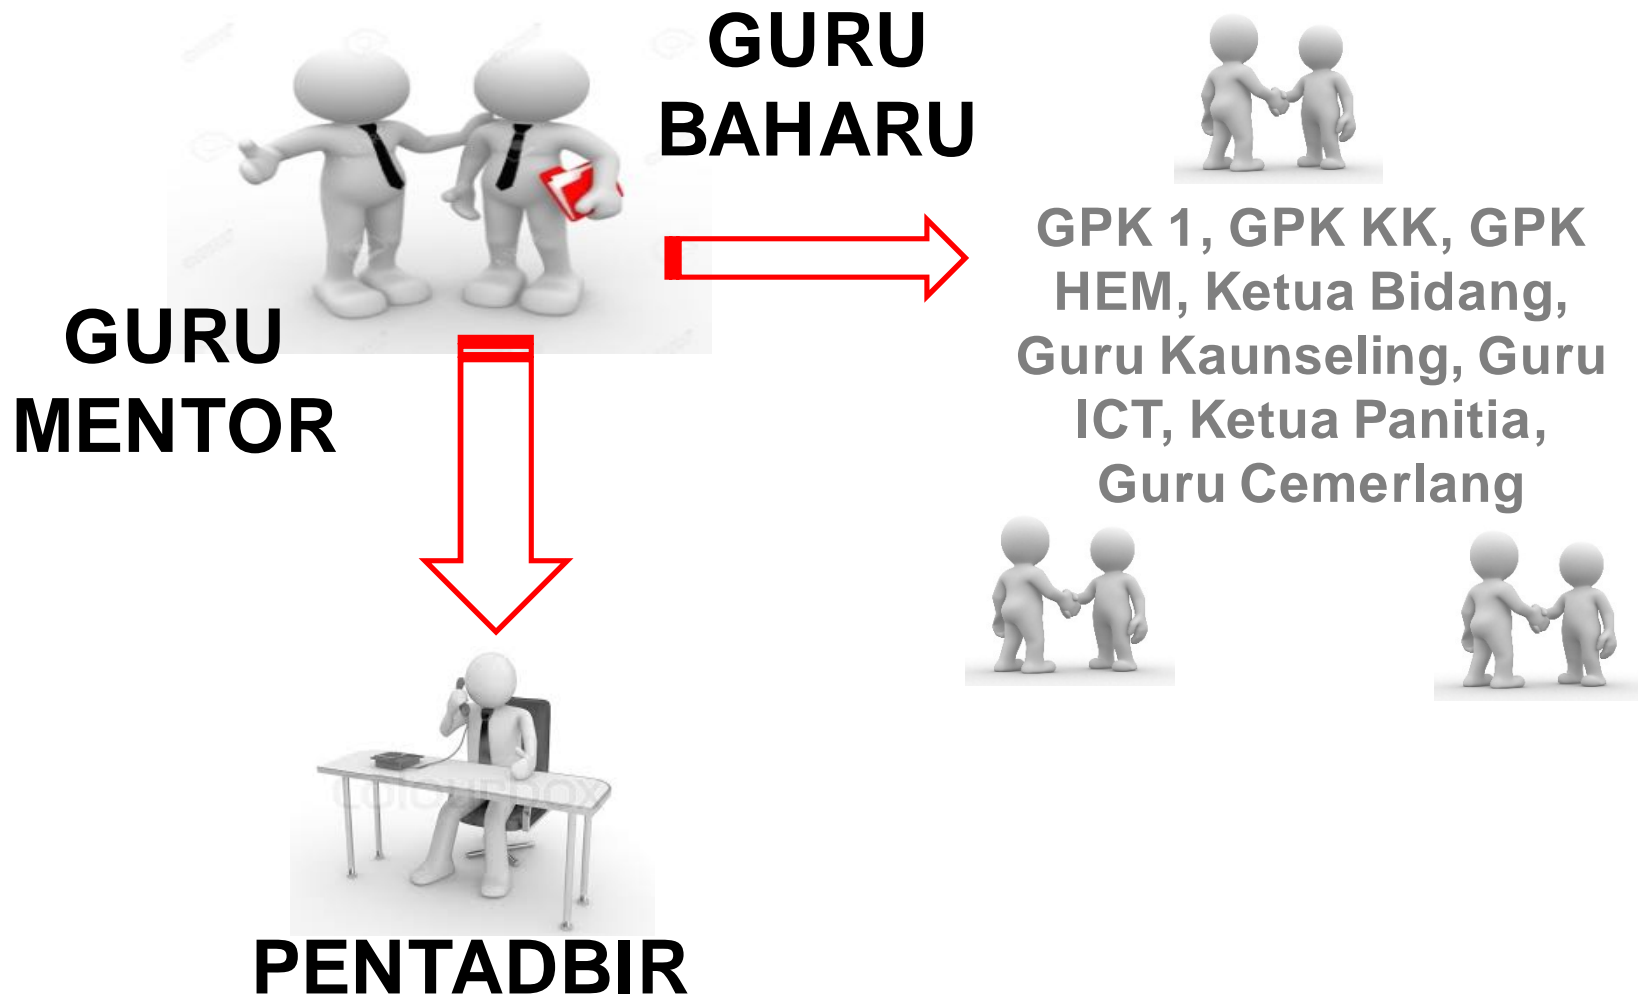 GURU
BAHARU
GURU
MENTOR
GPK 1, GPK KK, GPK
HEM, Ketua Bidang,
Guru Kaunseling, Guru
ICT, Ketua Panitia,
Guru Cemerlang
colourbox
PENTADBIR